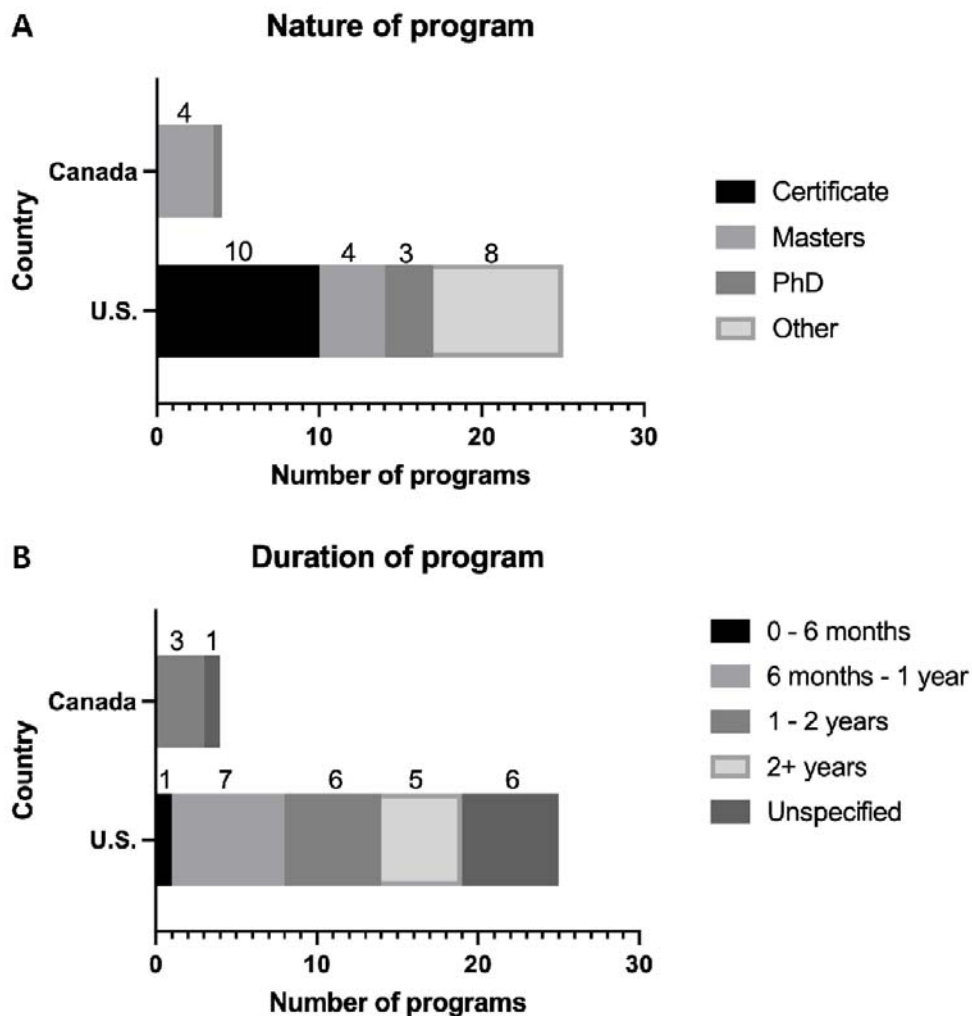 A
Nature of program
4
Canada
Country
10 4 3 8
U.S.
0 10 20 30
Number of programs
Certificate
Masters
PhD
Other
B
Duration of program
3 1
Canada
Country
1 7 6 5 6
U.S.
0 10 20 30
Number of programs
0 - 6 months
6 months - 1 year
1 - 2 years
2+ years
Unspecified